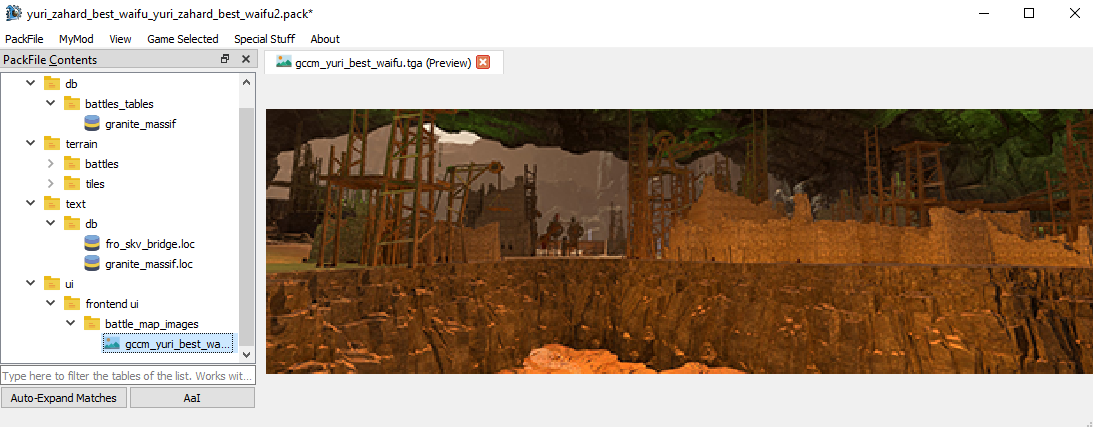 yuri_zahard_best_waifu_yuri_zahard_best_waifu2.pack*
PackFile MyMod View Game Selected Special Stuff About
PackFile Contents
gccm_yuri_best_waifu.tga (Preview)
db
battles_tables
granite_massif
terrain
battles
tiles
text
db
fro_skv_bridge.loc
granite_massif.loc
ui
frontend ui
battle_map_images
gccm_yuri_best_wa...
Type here to filter the tables of the list. Works wit...
Auto-Expand Matches AaI